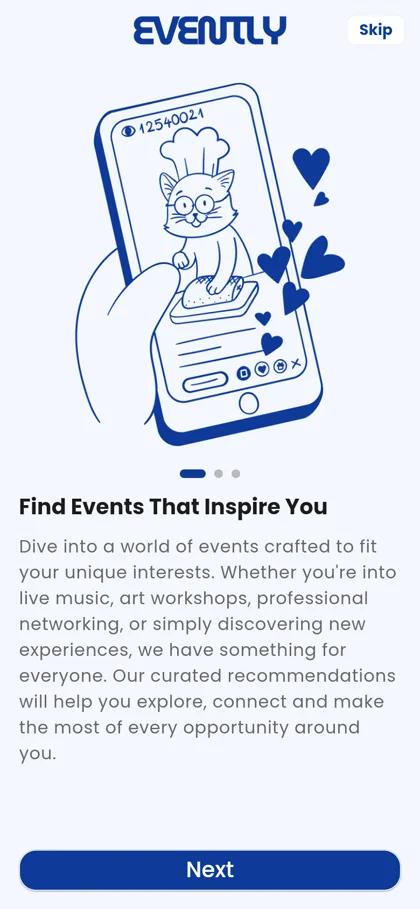 EVENTLY
Skip
12540021
Find Events That Inspire You
Dive into a world of events crafted to fit
your unique interests. Whether you're into
live music, art workshops, professional
networking, or simply discovering new
experiences, we have something for
everyone. Our curated recommendations
will help you explore, connect and make
the most of every opportunity around
you.
Next